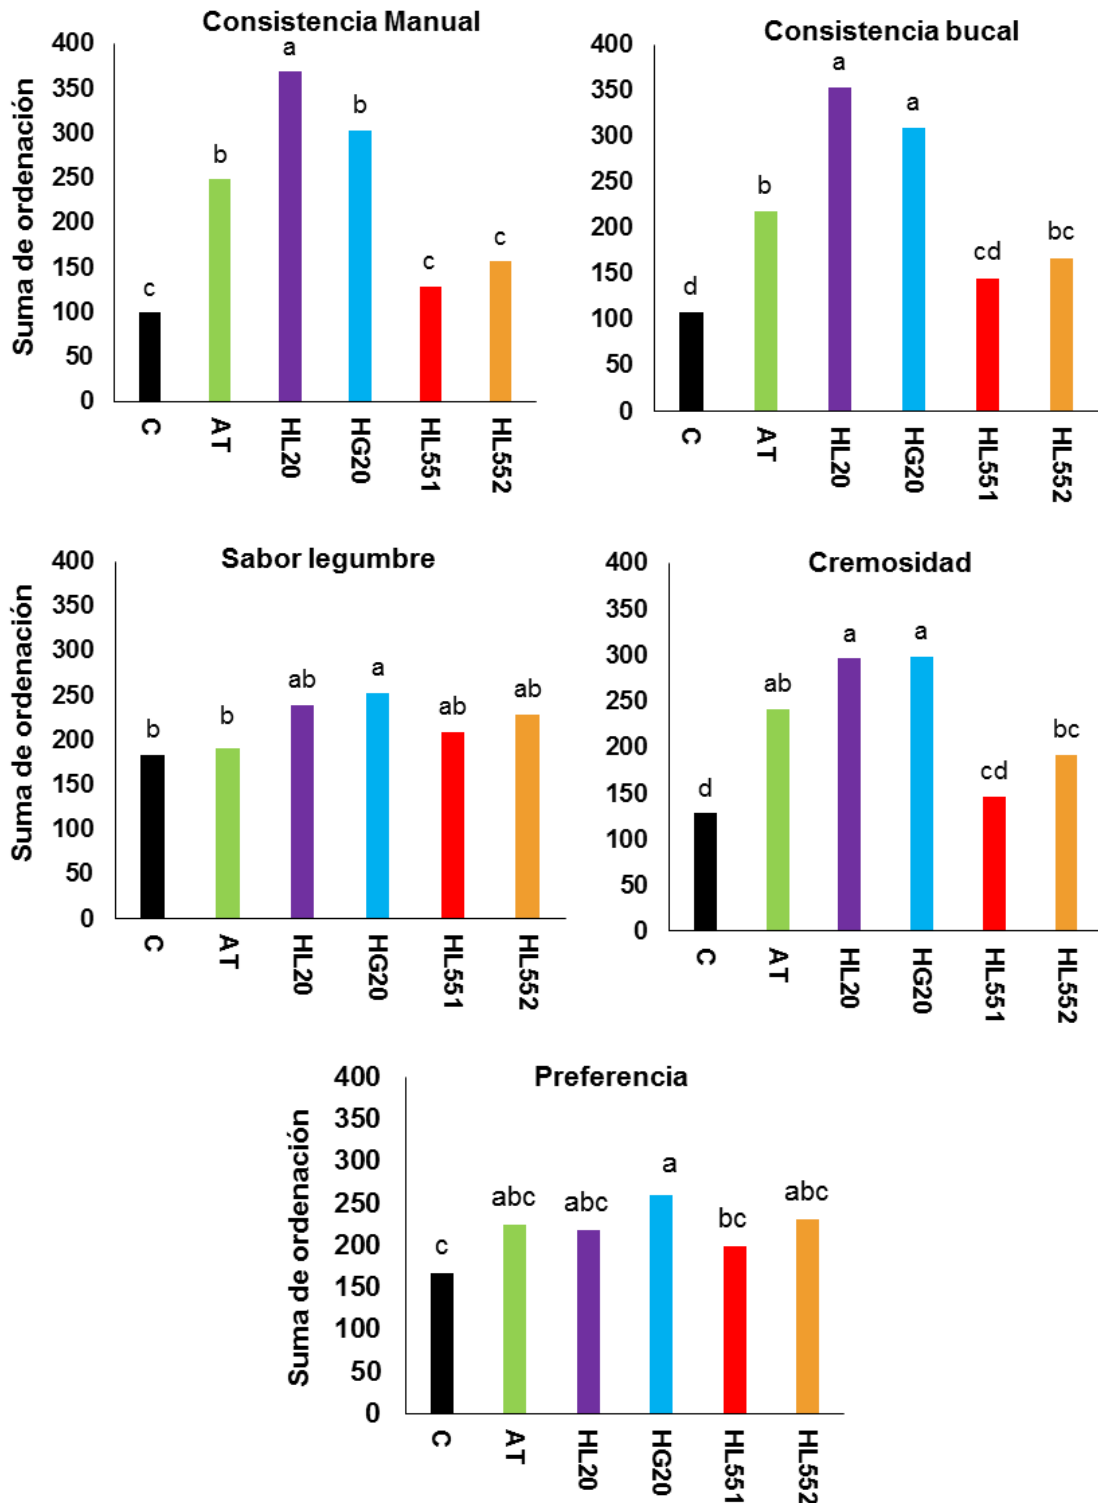 Consistencia Manual
Suma de ordenación
400
350
300
250
200
150
100
50
0
c
b
a
b
c
c
C
AT
HL20
HG20
HL551
HL552
Consistencia bucal
400
350
300
250
200
150
100
50
0
d
b
a
a
cd
bc
C
AT
HL20
HG20
HL551
HL552
Sabor legumbre
Suma de ordenación
400
350
300
250
200
150
100
50
0
b
b
ab
a
ab
ab
C
AT
HL20
HG20
HL551
HL552
Cremosidad
400
350
300
250
200
150
100
50
0
d
ab
a
a
cd
bc
C
AT
HL20
HG20
HL551
HL552
Preferencia
Suma de ordenación
400
350
300
250
200
150
100
50
0
c
abc
abc
a
bc
abc
C
AT
HL20
HG20
HL551
HL552